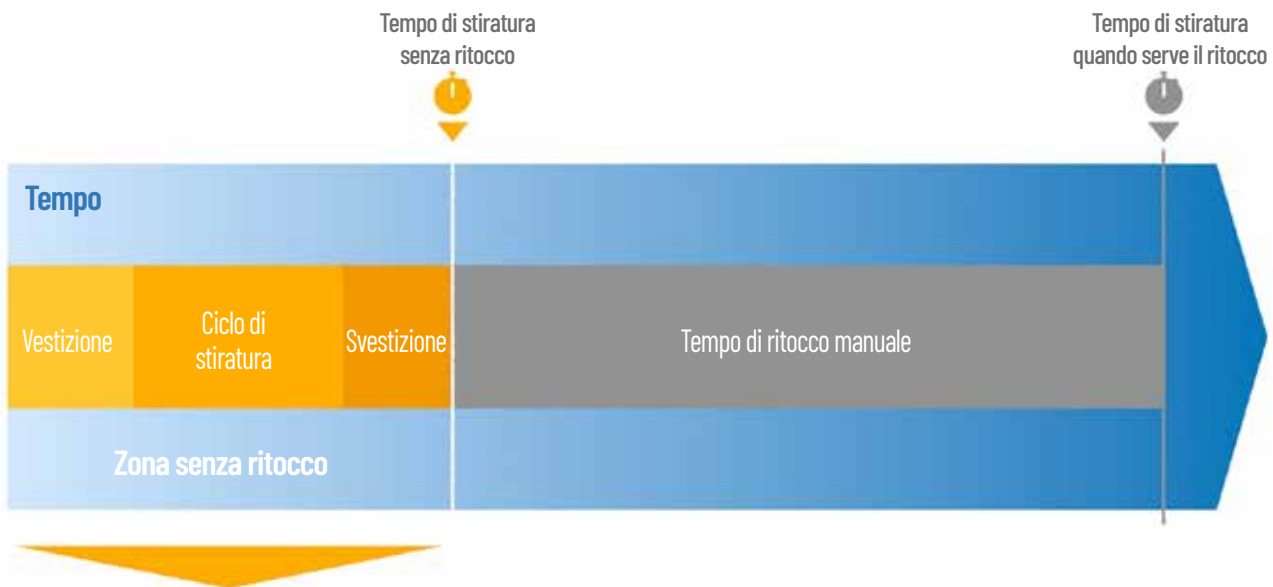 Tempo di stiratura
senza ritocco
Tempo di stiratura
quando serve il ritocco
Tempo
Vestizione
Ciclo di
stiratura
Svestizione
Tempo di ritocco manuale
Zona senza ritocco